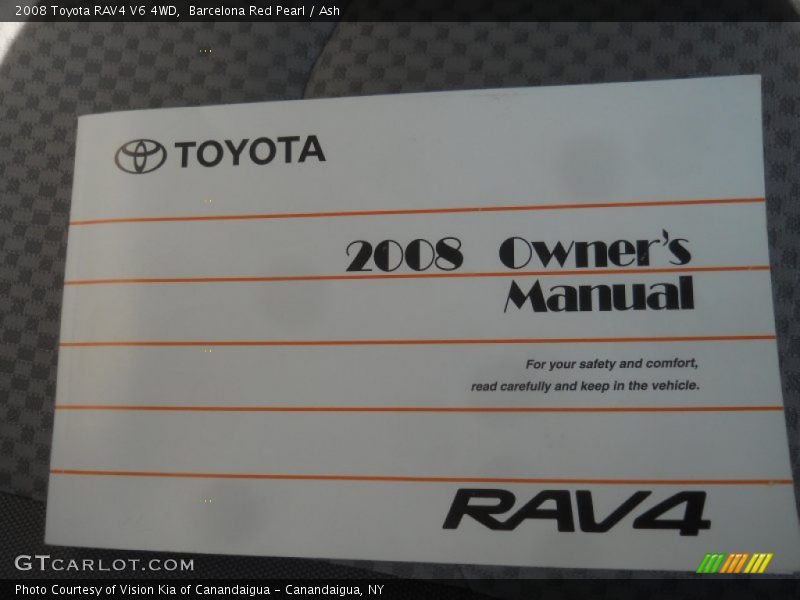 2008 Toyota RAV4 V6 4WD, Barcelona Red Pearl / Ash
TOYOTA
2008 Owner's
Manual
For your safety and comfort,
read carefully and keep in the vehicle.
RAV4
GTCARLOT.COM
Photo Courtesy of Vision Kia of Canandaigua - Canandaigua, NY